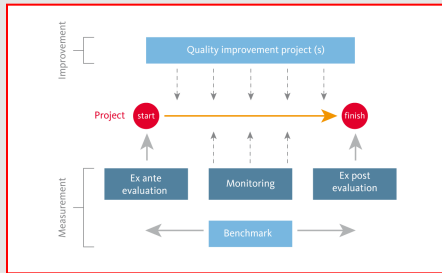 Improvement
Quality improvement project (s)
Project
start
finish
Measurement
Ex ante
evaluation
Monitoring
Ex post
evaluation
Benchmark